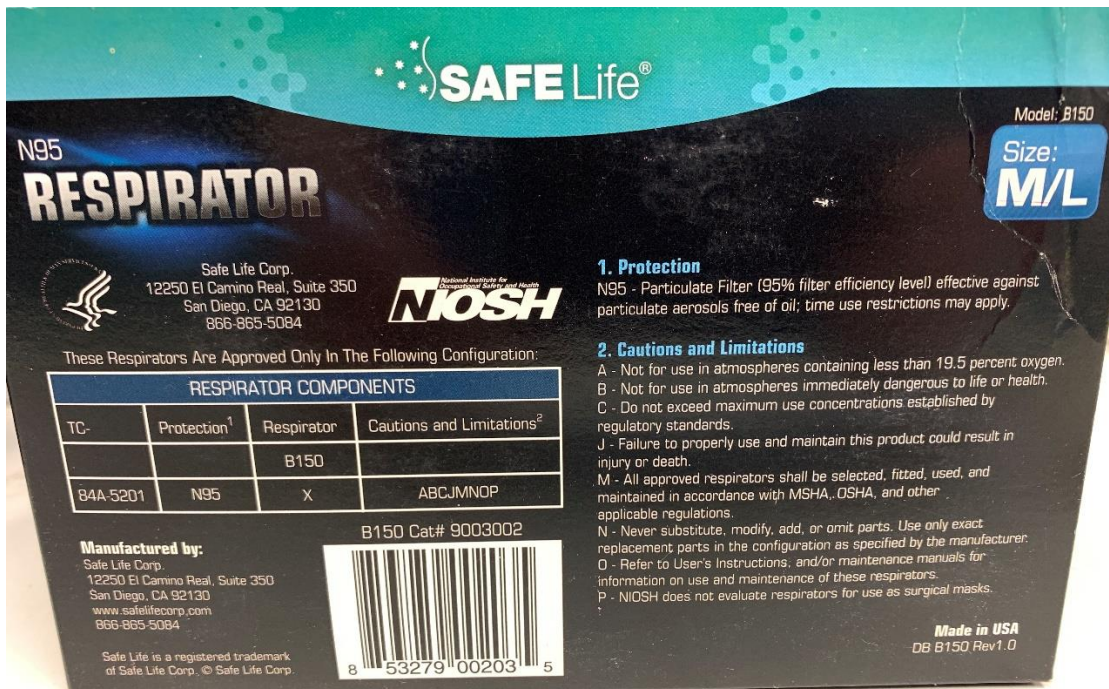 SAFE Life®
Model: B150
N95
RESPIRATOR
Size:
M/L
Safe Life Corp.
12250 El Camino Real, Suite 350
San Diego, CA 92130
866-865-5084
National Institute for
Occupational Safety and Health
NIOSH
These Respirators Are Approved Only In The Following Configuration:
RESPIRATOR COMPONENTS
TC- Protection¹ Respirator Cautions and Limitations²
B150
84A-5201 N95 X ABCJMNOP
B150 Cat# 9003002
Manufactured by:
Safe Life Corp.
12250 El Camino Real, Suite 350
San Diego, CA 92130
www.safelifecorp.com
866-865-5084
Safe Life is a registered trademark
of Safe Life Corp. © Safe Life Corp.
8 53279 00203 5
1. Protection
N95 - Particulate Filter (95% filter efficiency level) effective against
particulate aerosols free of oil; time use restrictions may apply.
2. Cautions and Limitations
A - Not for use in atmospheres containing less than 19.5 percent oxygen.
B - Not for use in atmospheres immediately dangerous to life or health.
C - Do not exceed maximum use concentrations established by
regulatory standards.
J - Failure to properly use and maintain this product could result in
injury or death.
M - All approved respirators shall be selected, fitted, used, and
maintained in accordance with MSHA, OSHA, and other
applicable regulations.
N - Never substitute, modify, add, or omit parts. Use only exact
replacement parts in the configuration as specified by the manufacturer.
O - Refer to User's Instructions, and/or maintenance manuals for
information on use and maintenance of these respirators.
P - NIOSH does not evaluate respirators for use as surgical masks.
Made in USA
DB B150 Rev1.0